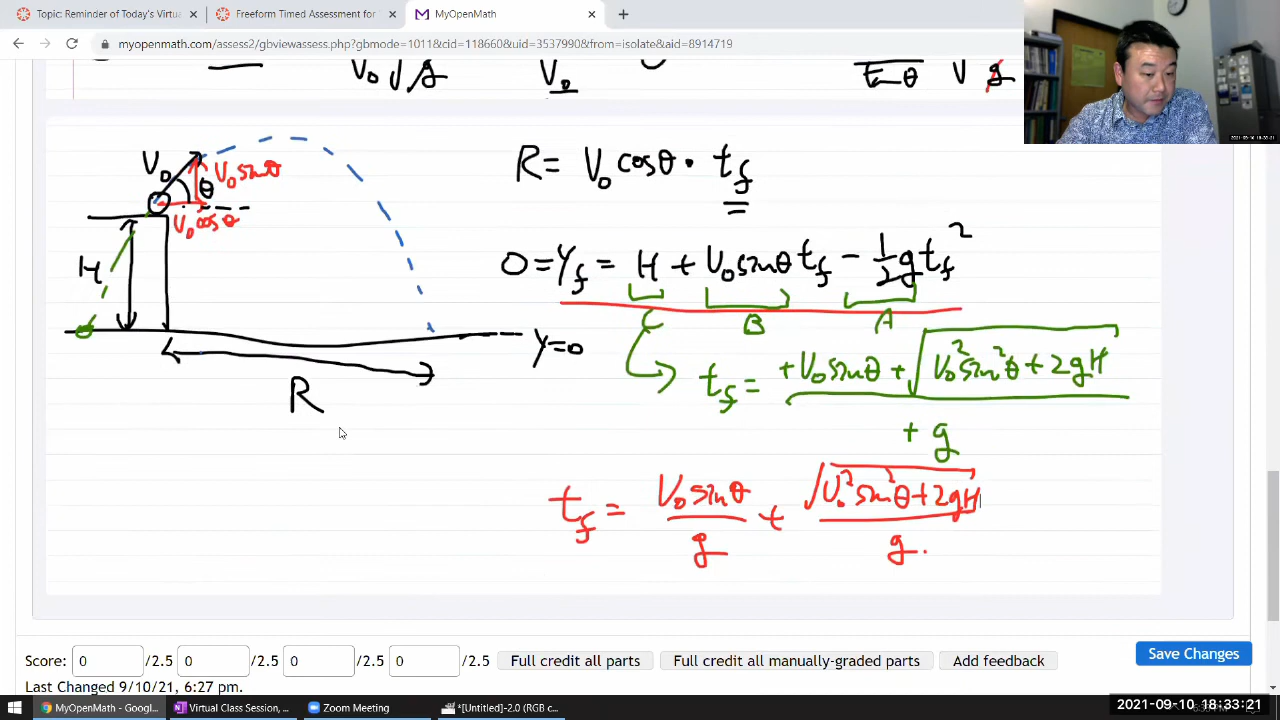 Topic: Reminder of Today's Virtu
Freeform Timed Assessment for
MyOpenMath
myopenmath.com/assess2/gbviewassess.php?gbmode=101&cid=118660&uid=3537990&from=isolate&aid=8914719
V₀ √g
V₀
V g
V₀
V₀ sinθ
θ
V₀ cosθ
H
R
y=0
R= V₀ cosθ · t_f
0 = y_f = H + V₀ sinθ t_f − ½ g t_f²
C B A
t_f = (+V₀ sinθ + √(V₀² sin²θ + 2gH)) / + g
t_f = V₀ sinθ / g + √(V₀² sin²θ + 2gH) / g.
Score: 0 /2.5 0 /2.5 0 /2.5 0 /2.5 Full credit all parts Full credit all manually-graded parts Add feedback Save Changes
Last Changed 9/10/21, 6:27 pm.
MyOpenMath - Googl... Virtual Class Session, ... Zoom Meeting *[Untitled]-2.0 (RGB c...
2021-09-10 18:33:21